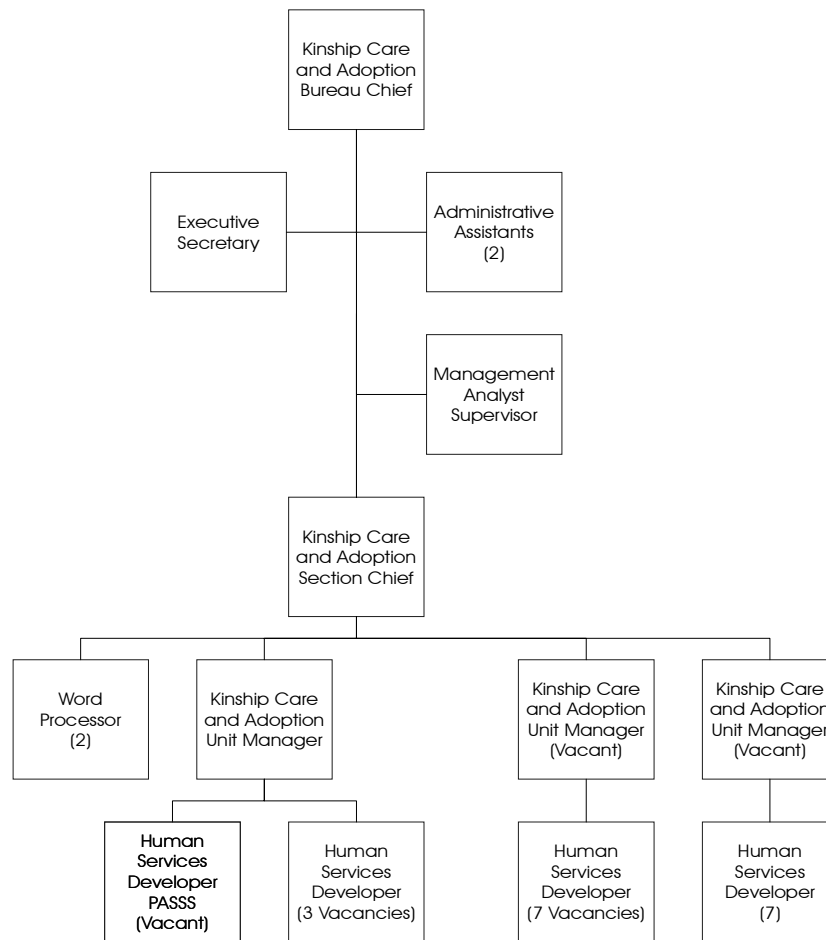 Kinship Care
and Adoption
Bureau Chief
Executive
Secretary
Administrative
Assistants
(2)
Management
Analyst
Supervisor
Kinship Care
and Adoption
Section Chief
Word
Processor
(2)
Kinship Care
and Adoption
Unit Manager
Kinship Care
and Adoption
Unit Manager
(Vacant)
Kinship Care
and Adoption
Unit Manager
(Vacant)
Human
Services
Developer
PASSS
(Vacant)
Human
Services
Developer
(3 Vacancies)
Human
Services
Developer
(7 Vacancies)
Human
Services
Developer
(7)